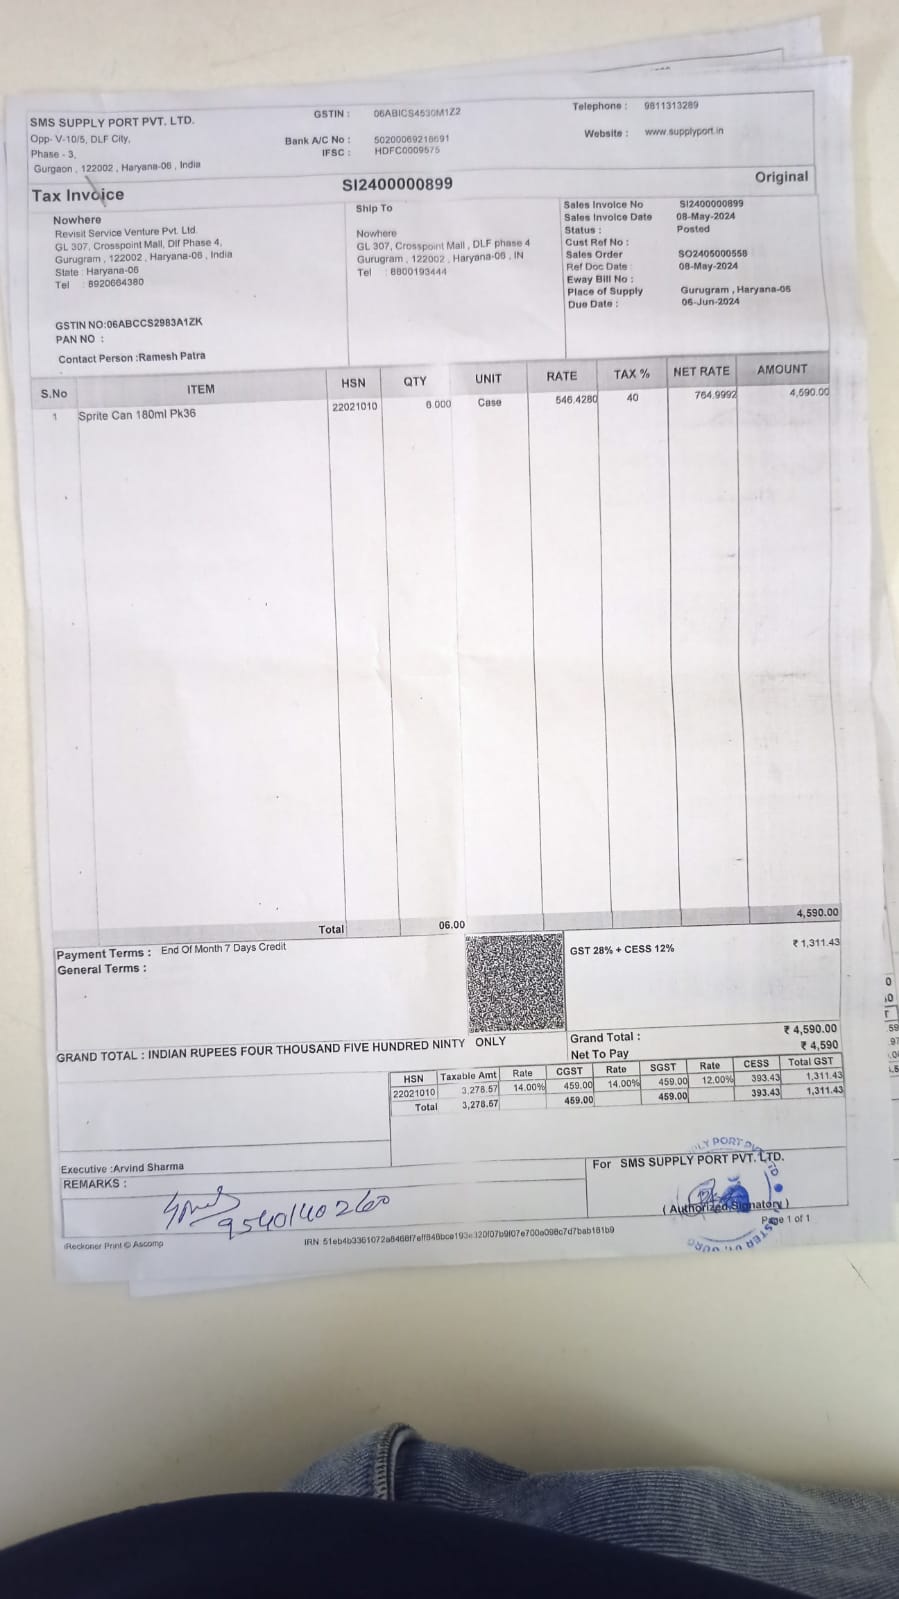 SMS SUPPLY PORT PVT. LTD.
Opp- V-10/5, DLF City,
Phase - 3,
Gurgaon , 122002 , Haryana-06 , India
GSTIN : 06ABICS4530M1Z2
Bank A/C No : 50200069218691
IFSC : HDFC0009575
Telephone : 9811313289
Website : www.supplyport.in
Tax Invoice
SI2400000899
Original
Nowhere
Revisit Service Venture Pvt. Ltd.
GL 307, Crosspoint Mall, Dlf Phase 4,
Gurugram , 122002 , Haryana-06 , India
State : Haryana-06
Tel : 8920664380
GSTIN NO:06ABCCS2983A1ZK
PAN NO :
Contact Person :Ramesh Patra
Ship To
Nowhere
GL 307, Crosspoint Mall , DLF phase 4
Gurugram , 122002 , Haryana-06 , IN
Tel : 8800193444
Sales Invoice No SI2400000899
Sales Invoice Date 08-May-2024
Status : Posted
Cust Ref No :
Sales Order SO2405000558
Ref Doc Date : 08-May-2024
Eway Bill No :
Place of Supply Gurugram , Haryana-06
Due Date : 06-Jun-2024
S.No ITEM HSN QTY UNIT RATE TAX % NET RATE AMOUNT
1 Sprite Can 180ml Pk36 22021010 6.000 Case 546.4280 40 764.9992 4,590.00
Total 06.00 4,590.00
Payment Terms : End Of Month 7 Days Credit
General Terms :
GST 28% + CESS 12% ₹ 1,311.43
GRAND TOTAL : INDIAN RUPEES FOUR THOUSAND FIVE HUNDRED NINTY ONLY
Grand Total : ₹ 4,590.00
Net To Pay ₹ 4,590
HSN Taxable Amt Rate CGST Rate SGST Rate CESS Total GST
22021010 3,278.57 14.00% 459.00 14.00% 459.00 12.00% 393.43 1,311.43
Total 3,278.57 459.00 459.00 393.43 1,311.43
Executive :Arvind Sharma
REMARKS :
9540140260
For SMS SUPPLY PORT PVT. LTD.
( Authorized Signatory )
Page 1 of 1
iReckoner Print © Ascomp